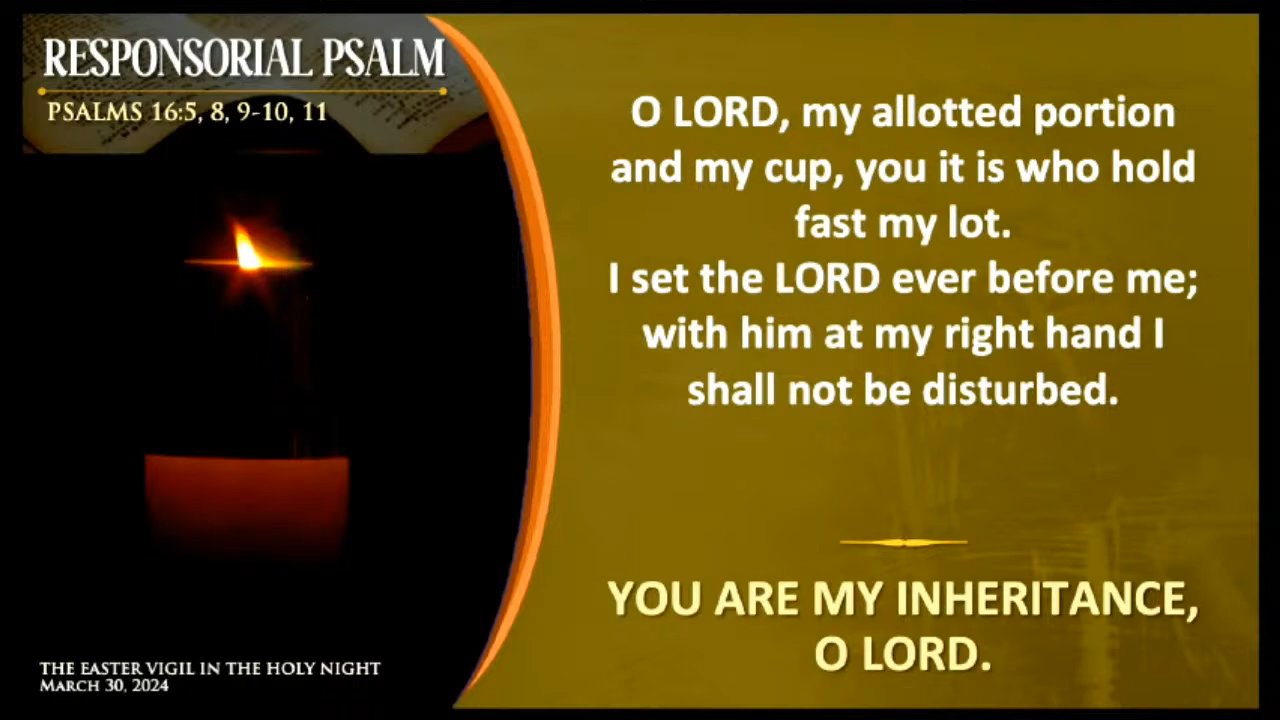 RESPONSORIAL PSALM
PSALMS 16:5, 8, 9-10, 11
O LORD, my allotted portion
and my cup, you it is who hold
fast my lot.
I set the LORD ever before me;
with him at my right hand I
shall not be disturbed.
YOU ARE MY INHERITANCE,
O LORD.
THE EASTER VIGIL IN THE HOLY NIGHT
MARCH 30, 2024